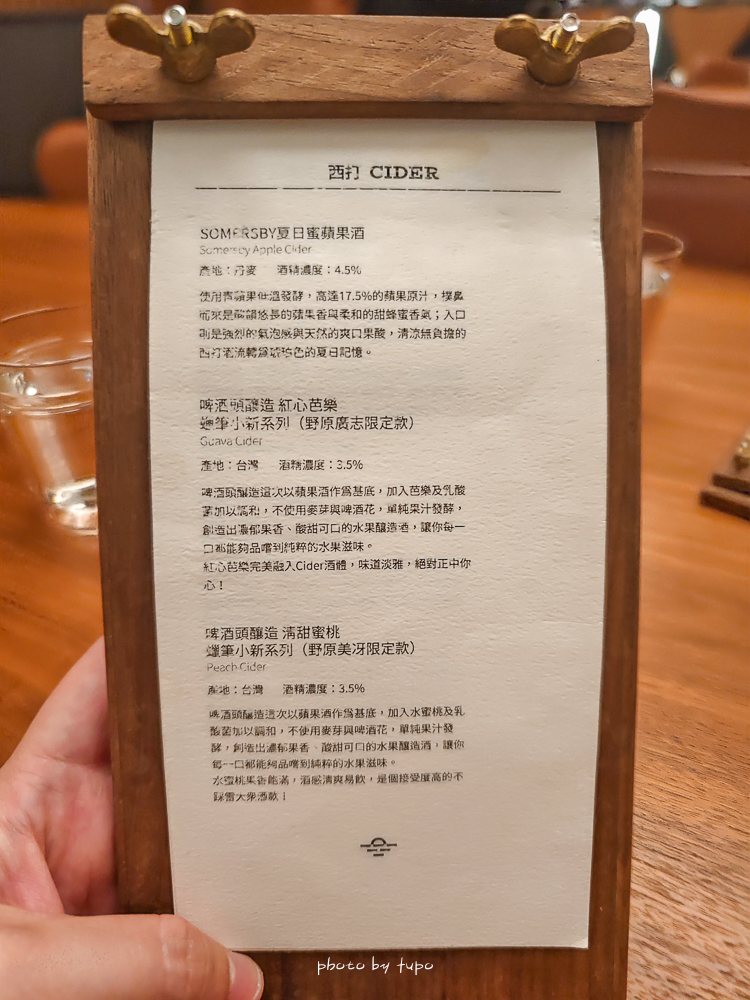 西打 CIDER
SOMERSBY夏日蜜蘋果酒
Somersby Apple Cider
產地：丹麥 酒精濃度：4.5%
使用青蘋果低溫發酵，高達17.5%的蘋果原汁，撲鼻
而來是酸韻悠長的蘋果香與柔和的甜蜂蜜香氣；入口
則是強烈的氣泡感與天然的爽口果酸，清涼無負擔的
西打酒流轉為琥珀色的夏日記憶。
啤酒頭釀造 紅心芭樂
蠟筆小新系列（野原廣志限定款）
Guava Cider
產地：台灣 酒精濃度：3.5%
啤酒頭釀造這次以蘋果酒作為基底，加入芭樂及乳酸
菌加以調和，不使用麥芽與啤酒花，單純果汁發酵，
創造出濃郁果香、酸甜可口的水果釀造酒，讓你每一
口都能夠品嚐到純粹的水果滋味。
紅心芭樂完美融入Cider酒體，味道淡雅，絕對正中你
心！
啤酒頭釀造 清甜蜜桃
蠟筆小新系列（野原美冴限定款）
Peach Cider
產地：台灣 酒精濃度：3.5%
啤酒頭釀造這次以蘋果酒作為基底，加入水蜜桃及乳
酸菌加以調和，不使用麥芽與啤酒花，單純果汁發
酵，創造出濃郁果香、酸甜可口的水果釀造酒，讓你
每一口都能夠品嚐到純粹的水果滋味。
水蜜桃果香飽滿，酒感清爽易飲，是個接受度高的不
踩雷大眾酒款！
photo by tupo